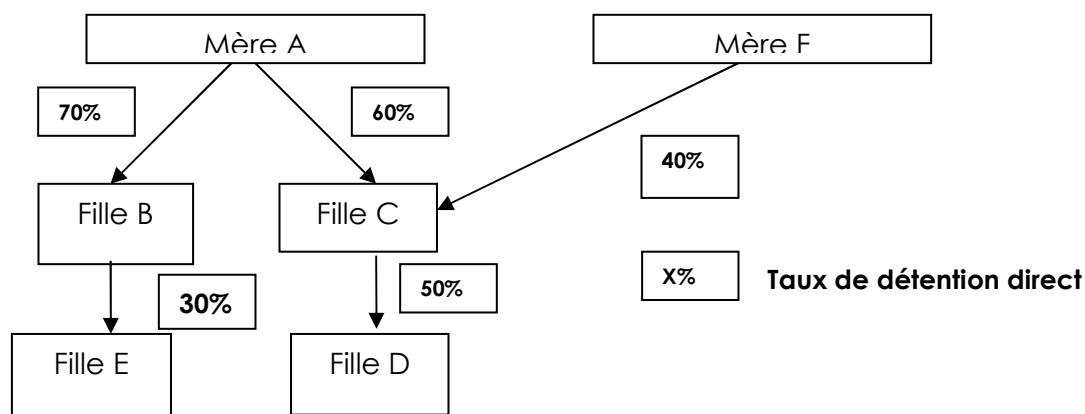 Mère A
Mère F
70%
60%
40%
Fille B
Fille C
30%
50%
X%
Taux de détention direct
Fille E
Fille D